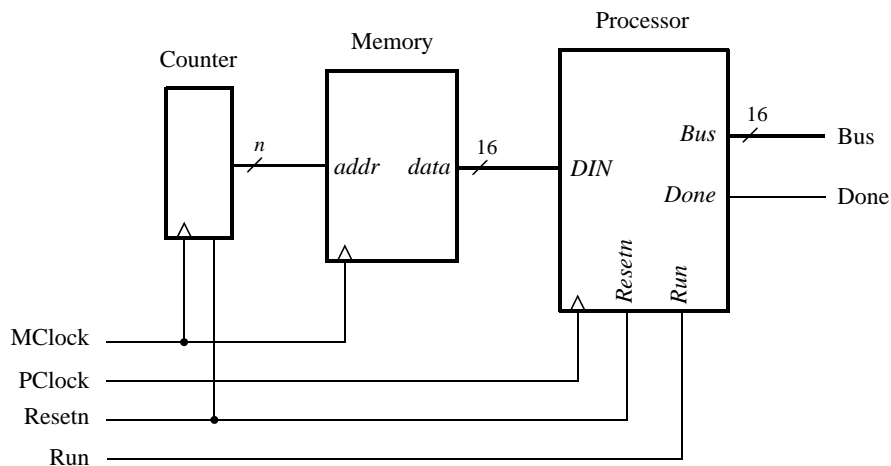 Processor
Memory
Counter
16
n
16
Bus
Bus
addr
data
DIN
Done
Done
Resetn
Run
MClock
PClock
Resetn
Run